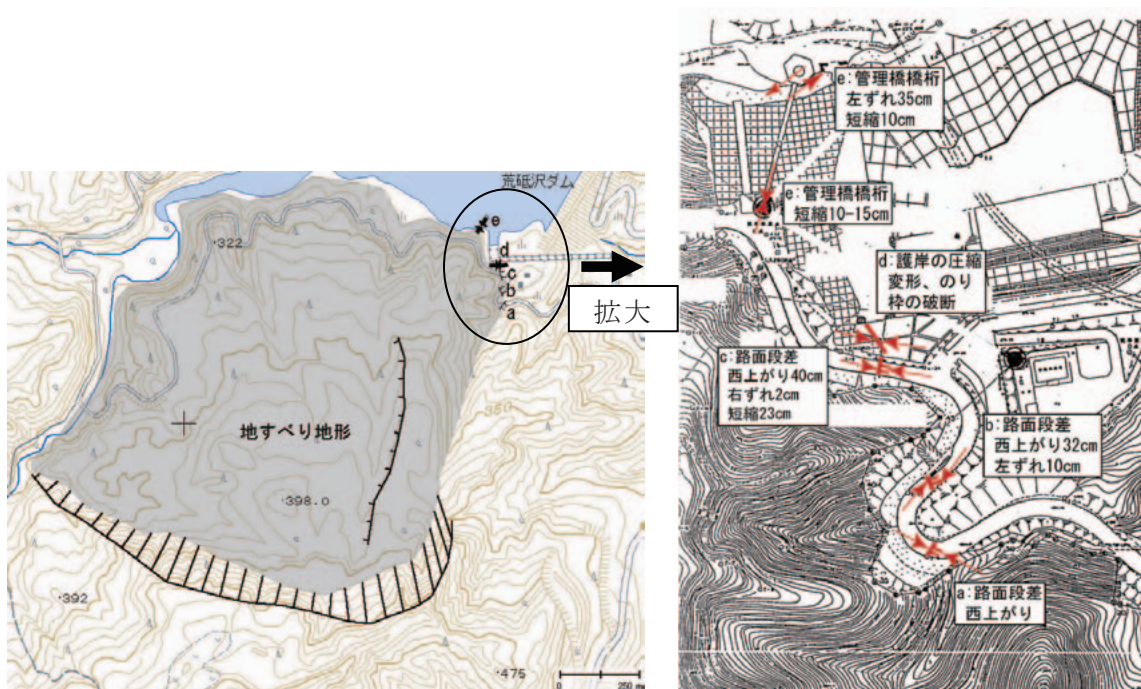 荒砥沢ダム
・322
e
d
c
b
a
地すべり地形
・398.0
・392
350
・475
0
250 m
拡大
e:管理橋橋桁
左ずれ35cm
短縮10cm
e:管理橋橋桁
短縮10-15cm
d:護岸の圧縮
変形、のり
枠の破断
c:路面段差
西上がり40cm
右ずれ2cm
短縮23cm
b:路面段差
西上がり32cm
左ずれ10cm
a:路面段差
西上がり